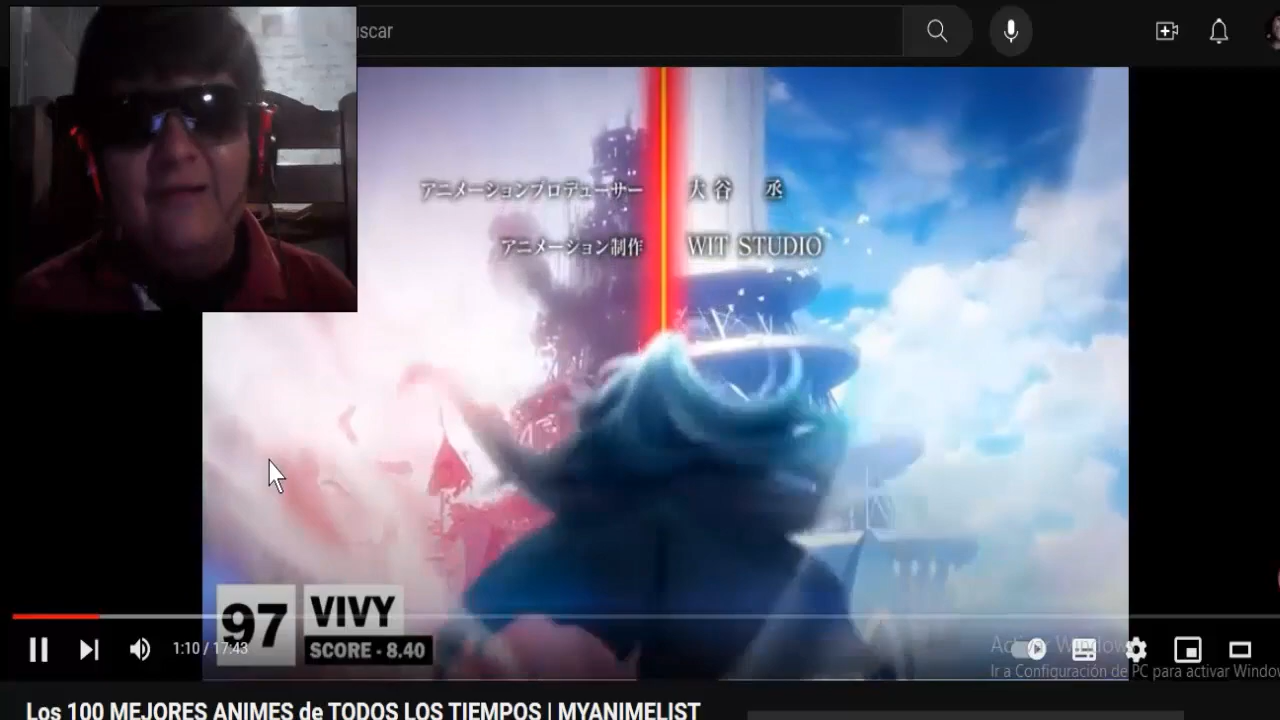 uscar
アニメーションプロデューサー 大谷 丞
アニメーション制作 WIT STUDIO
97
VIVY
SCORE - 8.40
1:10 / 17:43
Ir a Configuración de PC para activar Window
Los 100 MEJORES ANIMES de TODOS LOS TIEMPOS | MYANIMELIST